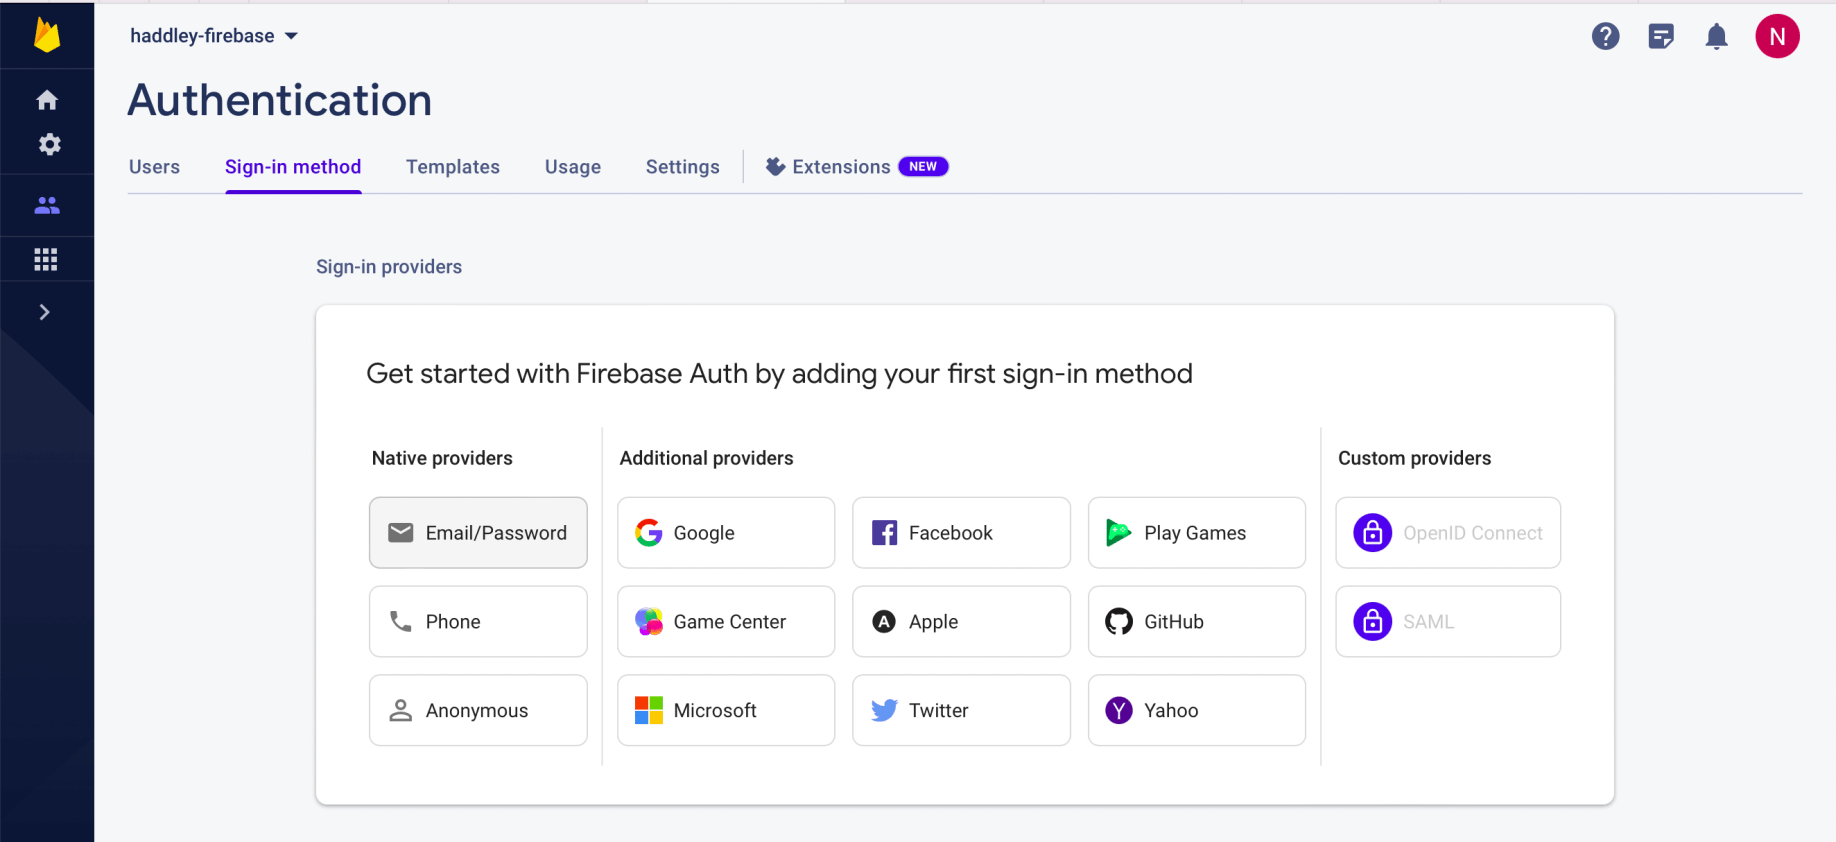 haddley-firebase
N
Authentication
Users Sign-in method Templates Usage Settings Extensions NEW
Sign-in providers
Get started with Firebase Auth by adding your first sign-in method
Native providers Additional providers Custom providers
Email/Password Google Facebook Play Games OpenID Connect
Phone Game Center Apple GitHub SAML
Anonymous Microsoft Twitter Yahoo